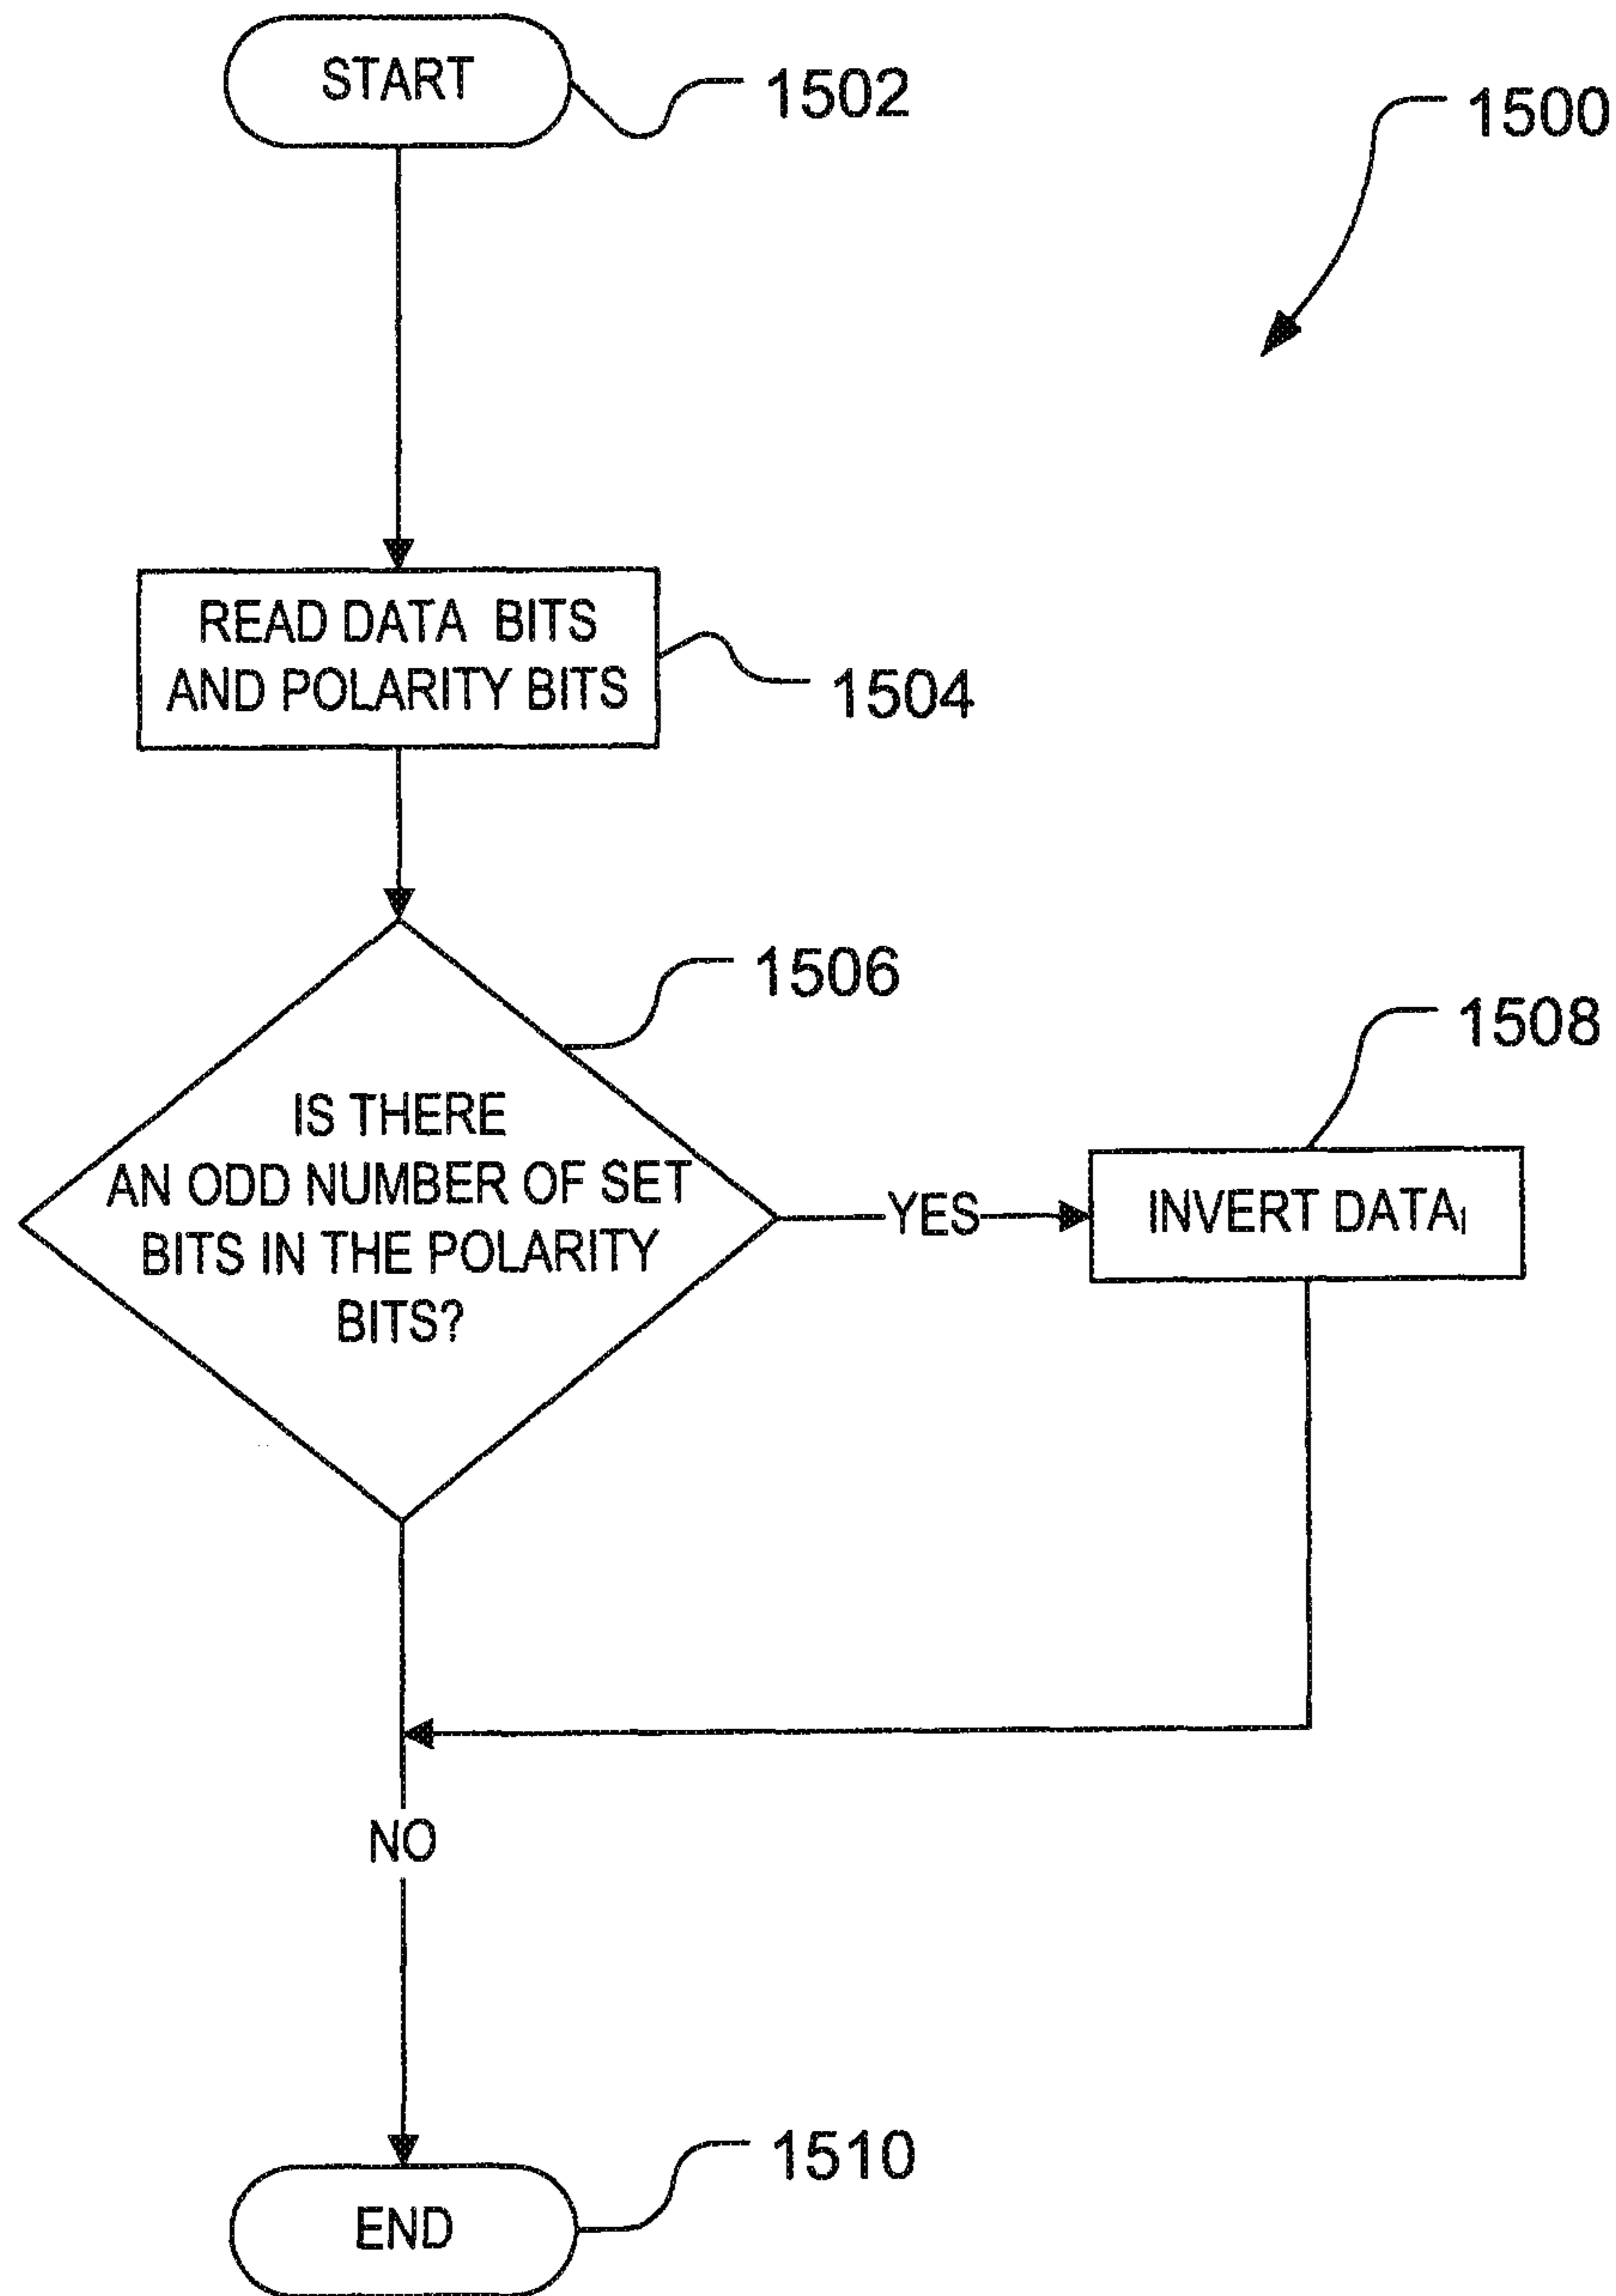 START
1502
1500
READ DATA BITS
AND POLARITY BITS
1504
1506
IS THERE
AN ODD NUMBER OF SET
BITS IN THE POLARITY
BITS?
YES
1508
INVERT DATAI
NO
1510
END